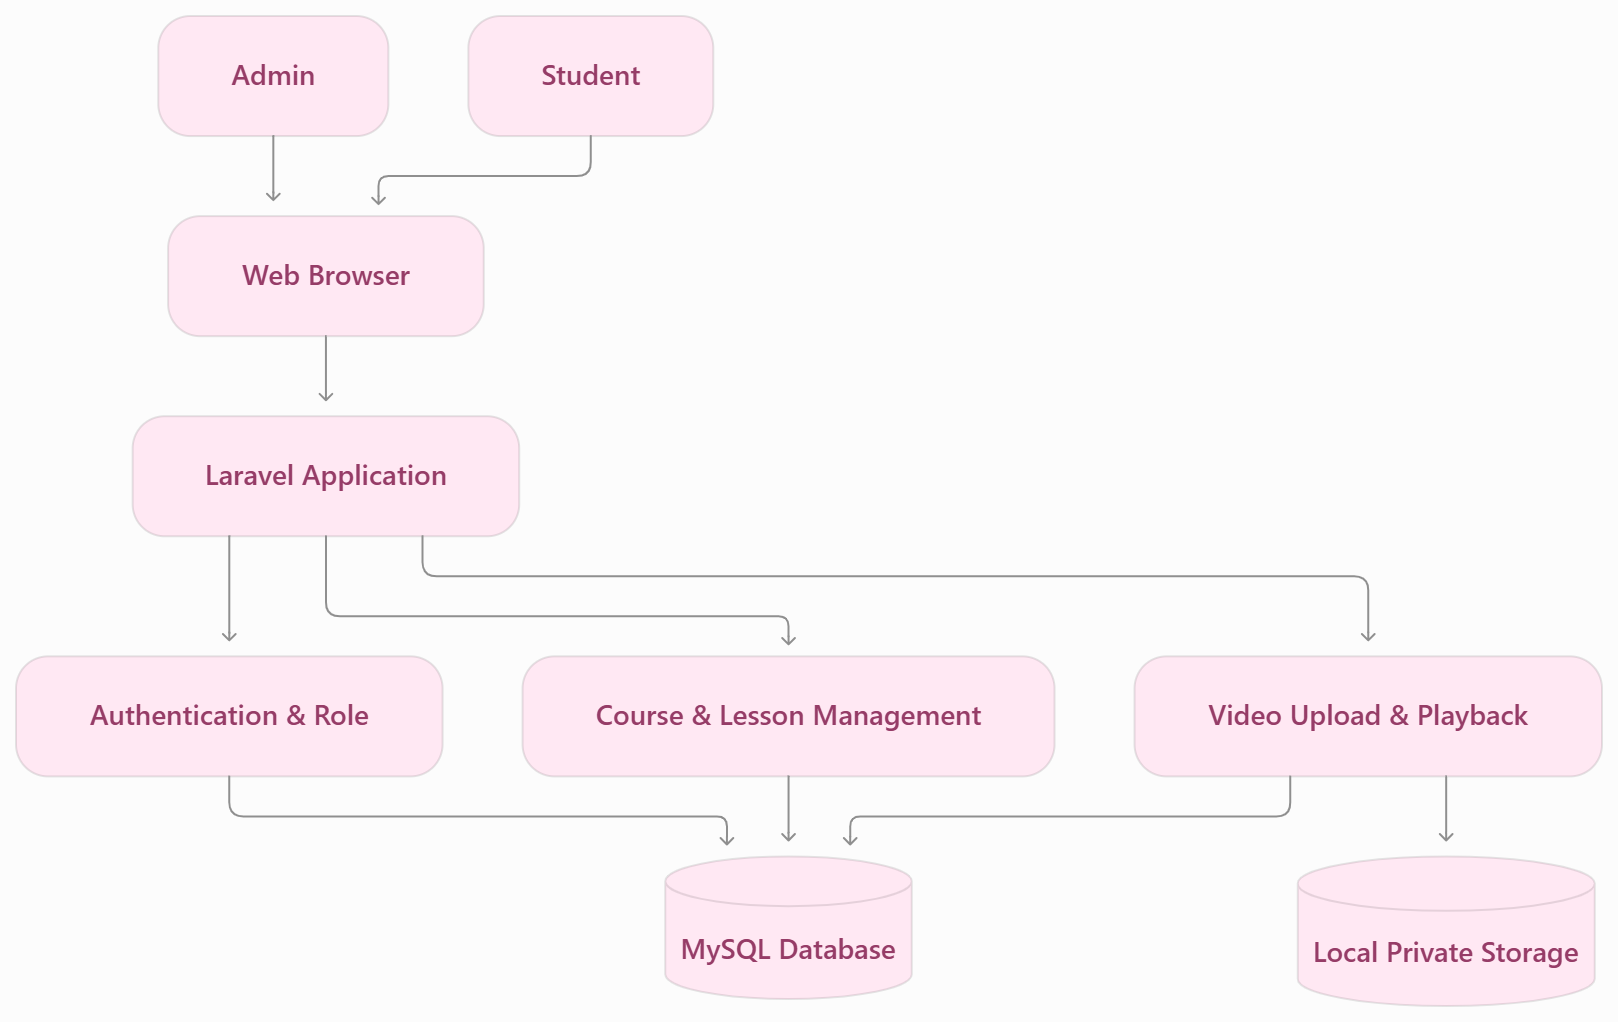 Admin
Student
Web Browser
Laravel Application
Authentication & Role
Course & Lesson Management
Video Upload & Playback
MySQL Database
Local Private Storage